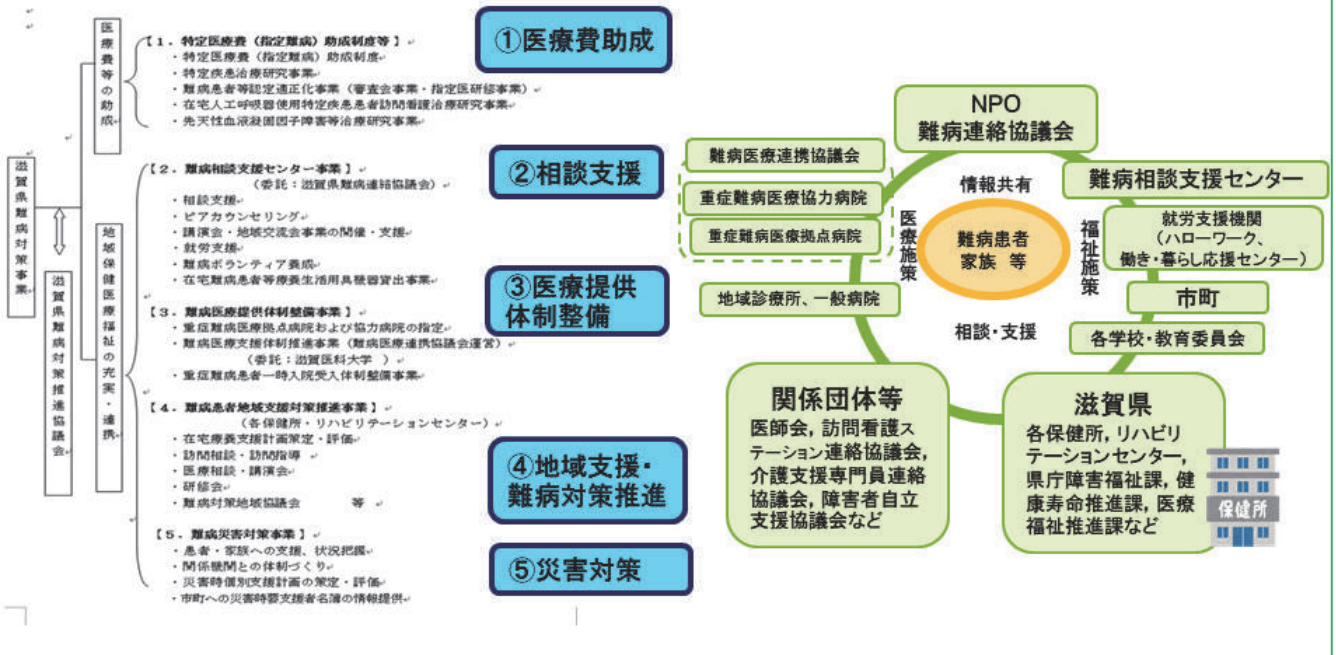 滋賀県難病対策事業
滋賀県難病対策推進協議会
医療費等の助成
【１．特定医療費（指定難病）助成制度等】
・特定医療費（指定難病）助成制度
・特定疾患治療研究事業
・難病患者等認定適正化事業（審査会事業・指定医研修事業）
・在宅人工呼吸器使用特定疾患患者訪問看護治療研究事業
・先天性血液凝固因子障害等治療研究事業
地域保健医療福祉の充実・連携
【２．難病相談支援センター事業】
（委託：滋賀県難病連絡協議会）
・相談支援
・ピアカウンセリング
・講演会・地域交流会事業の開催・支援
・就労支援
・難病ボランティア養成
・在宅難病患者等療養生活用具機器貸出事業
【３．難病医療提供体制整備事業】
・重症難病医療拠点病院および協力病院の指定
・難病医療支援体制推進事業（難病医療連携協議会運営）
（委託：滋賀医科大学　）
・重症難病患者一時入院受入体制整備事業
【４．難病患者地域支援対策推進事業】
（各保健所・リハビリテーションセンター）
・在宅療養支援計画策定・評価
・訪問相談・訪問指導
・医療相談・講演会
・研修会
・難病対策地域協議会　　　等
【５．難病災害対策事業】
・患者・家族への支援、状況把握
・関係機関との体制づくり
・災害時個別支援計画の策定・評価
・市町への災害時要支援者名簿の情報提供
①医療費助成
②相談支援
③医療提供
体制整備
④地域支援・
難病対策推進
⑤災害対策
NPO
難病連絡協議会
難病医療連携協議会
重症難病医療協力病院
重症難病医療拠点病院
地域診療所、一般病院
情報共有
医療施策
難病患者
家族 等
福祉施策
相談・支援
難病相談支援センター
就労支援機関
（ハローワーク、
働き・暮らし応援センター）
市町
各学校・教育委員会
関係団体等
医師会，訪問看護ス
テーション連絡協議会，
介護支援専門員連絡
協議会，障害者自立
支援協議会など
滋賀県
各保健所，リハビリ
テーションセンター，
県庁障害福祉課，健
康寿命推進課，医療
福祉推進課など
保健所